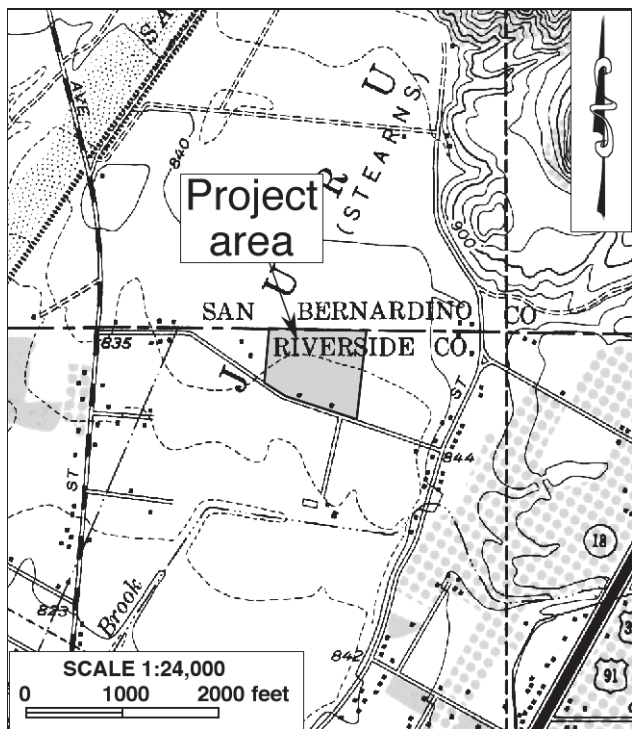 AVE
SA
840
J U R U U
(STEARNS)
Project
area
900
SAN BERNARDINO CO
RIVERSIDE CO
835
ST
ST
844
18
823
Brook
842
91
SCALE 1:24,000
0 1000 2000 feet